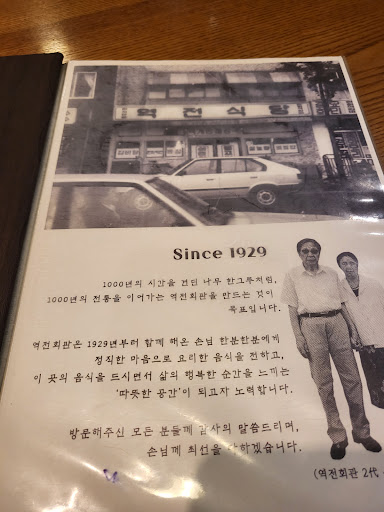 역전식당
Since 1929
1000년의 시간을 견딘 나무 한그루처럼,
1000년의 전통을 이어가는 역전회관을 만드는 것이
목표입니다.
역전회관은 1929년부터 함께 해온 손님 한분한분에게
정직한 마음으로 요리한 음식을 전하고,
이 곳의 음식을 드시면서 삶의 행복한 순간을 느끼는
'따뜻한 공간'이 되고자 노력합니다.
방문해주신 모든 분들께 감사의 말씀드리며,
손님께 최선을 다하겠습니다.
(역전회관 2代